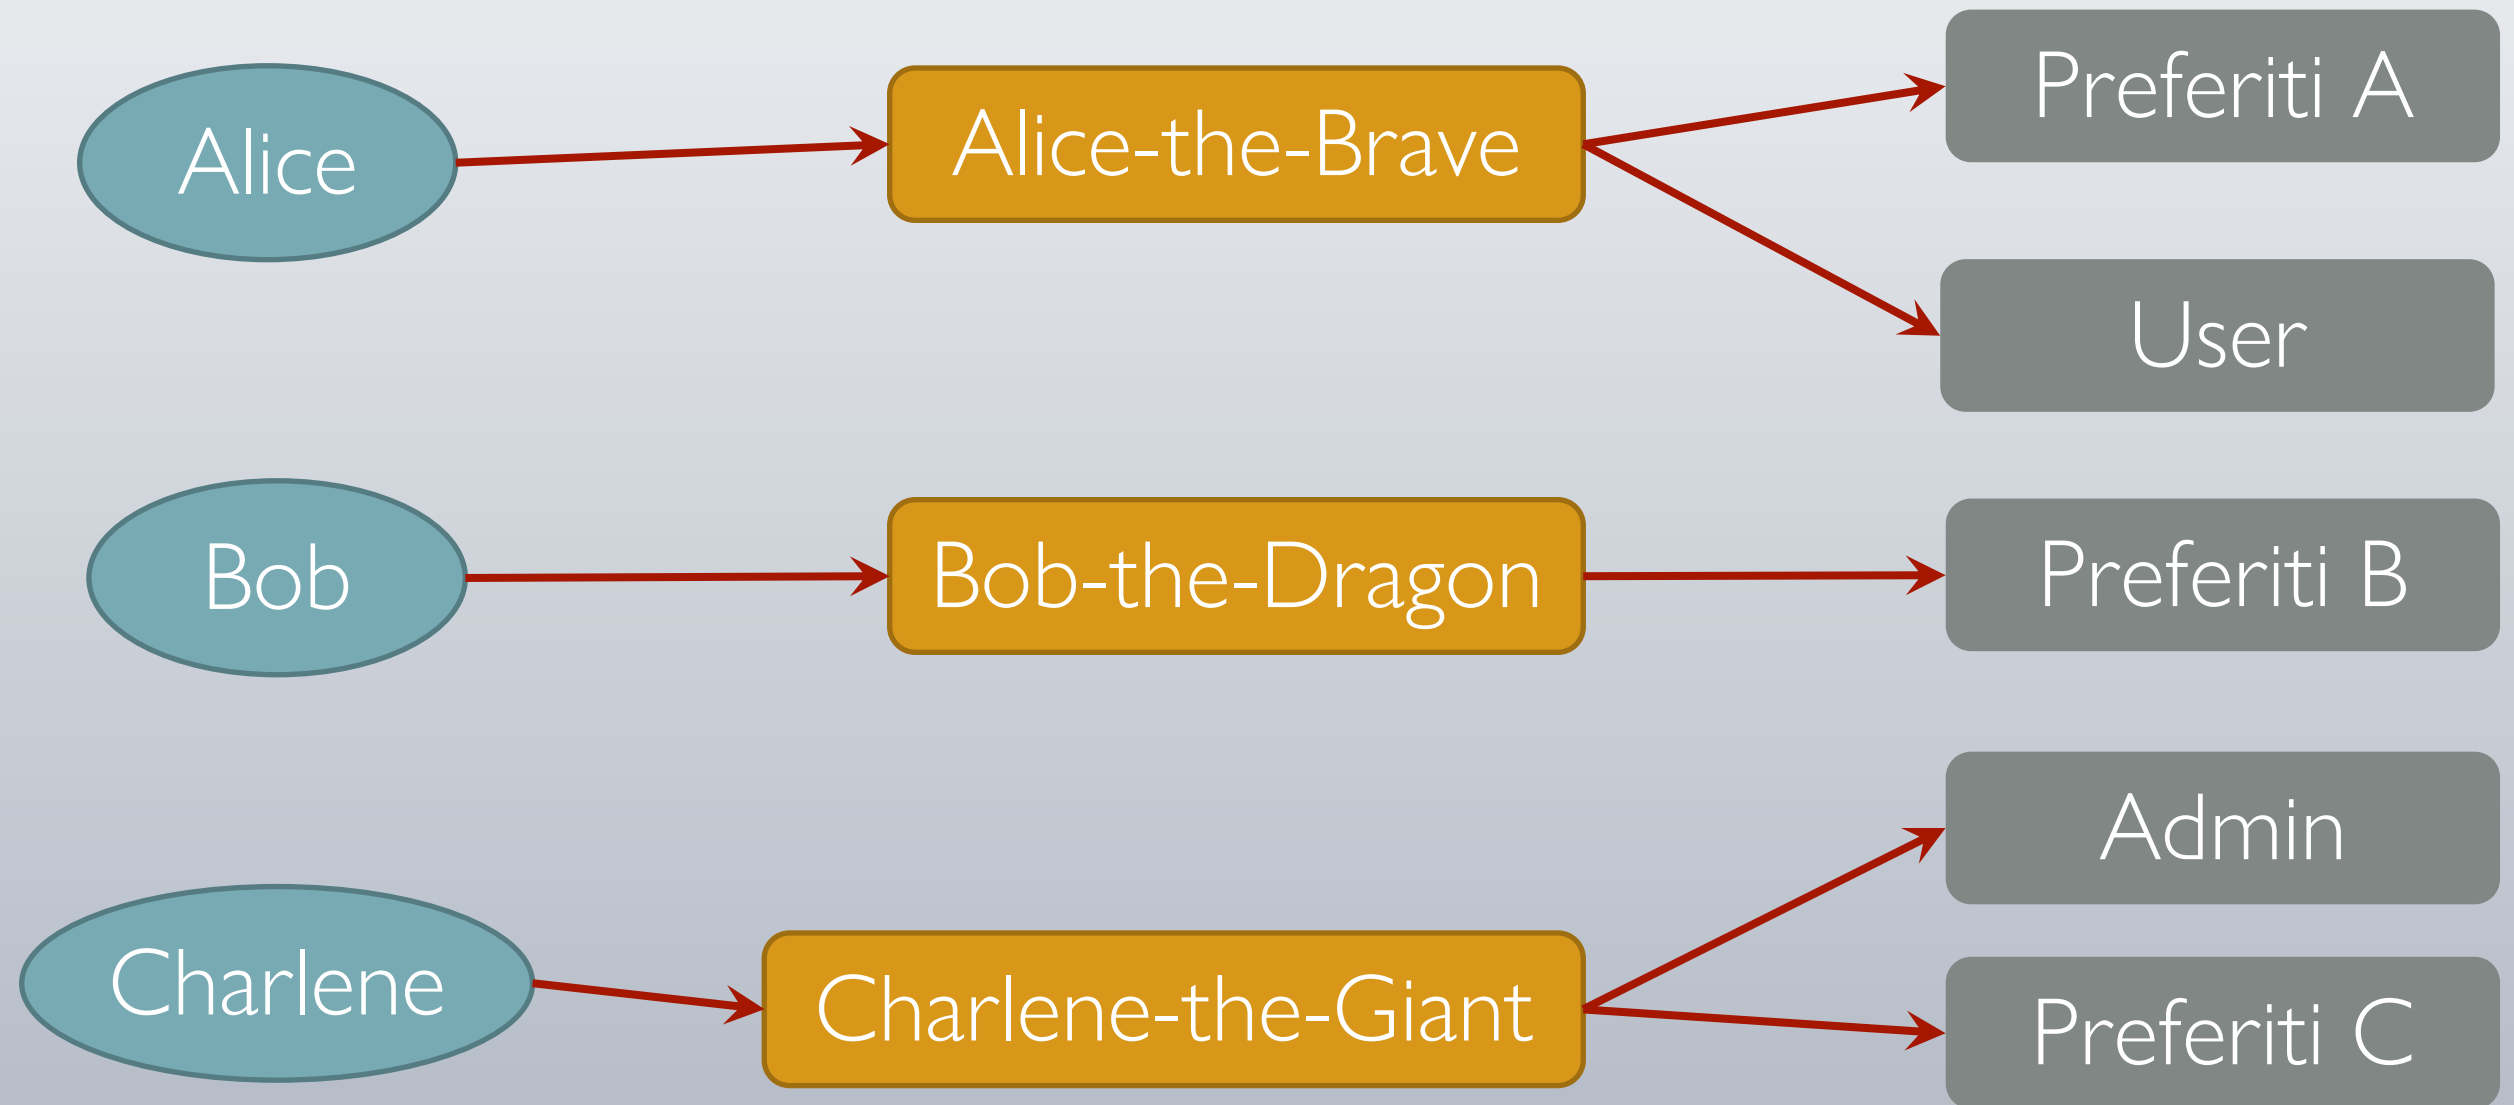 Alice
Alice-the-Brave
Preferiti A
User
Bob
Bob-the-Dragon
Preferiti B
Admin
Charlene
Charlene-the-Giant
Preferiti C